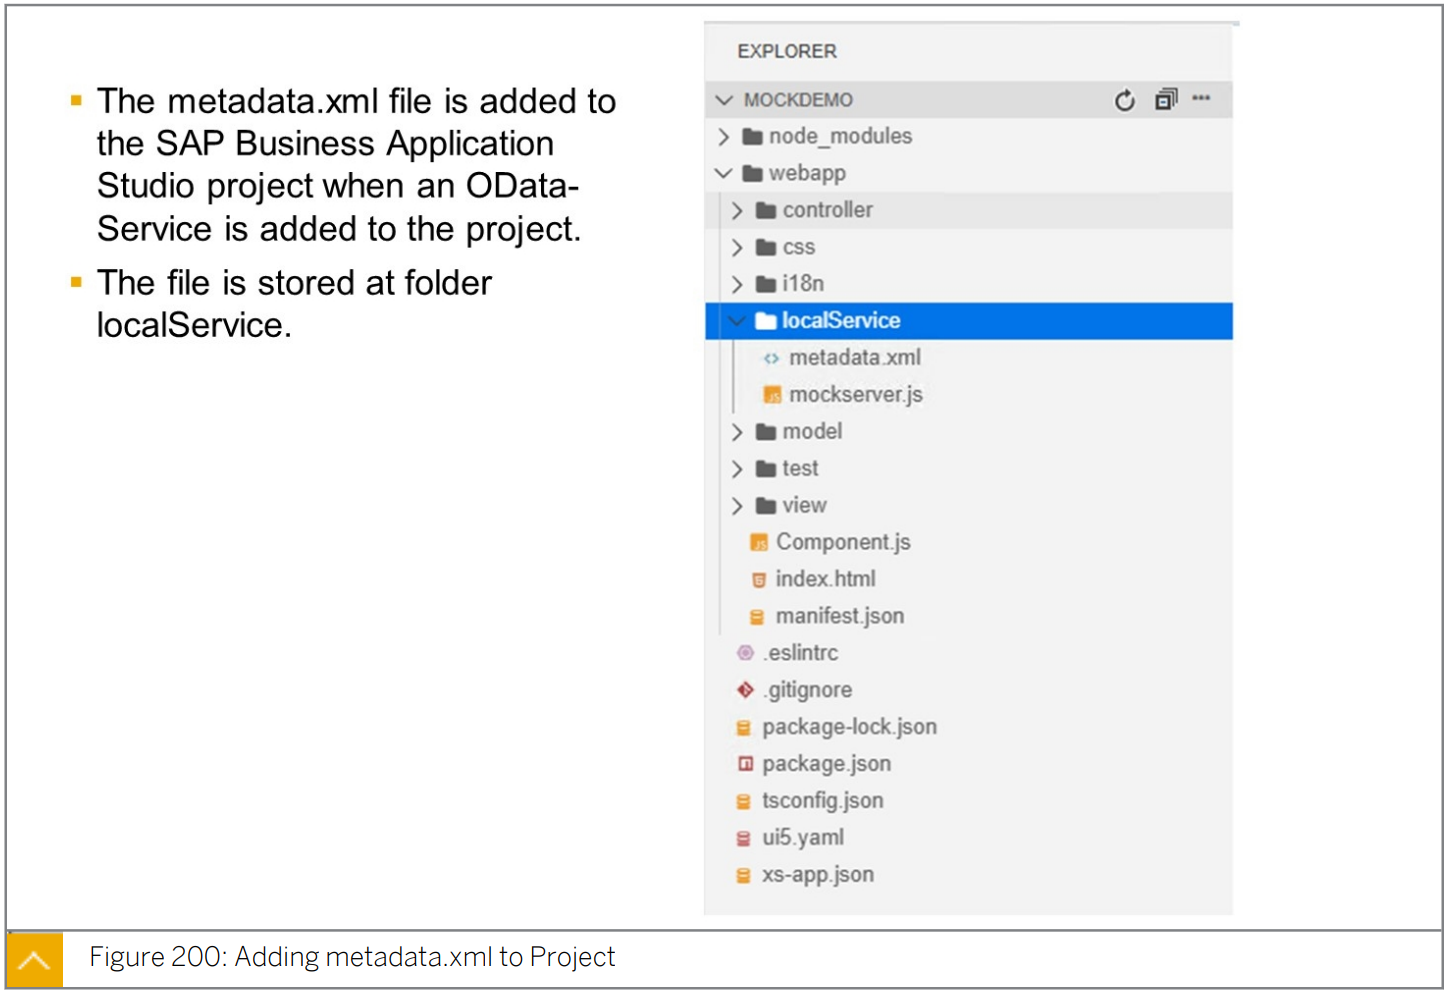 The metadata.xml file is added to
the SAP Business Application
Studio project when an OData-
Service is added to the project.
The file is stored at folder
localService.
EXPLORER
MOCKDEMO
node_modules
webapp
controller
css
i18n
localService
metadata.xml
JS mockserver.js
model
test
view
JS Component.js
index.html
manifest.json
.eslintrc
.gitignore
package-lock.json
package.json
tsconfig.json
ui5.yaml
xs-app.json
Figure 200: Adding metadata.xml to Project